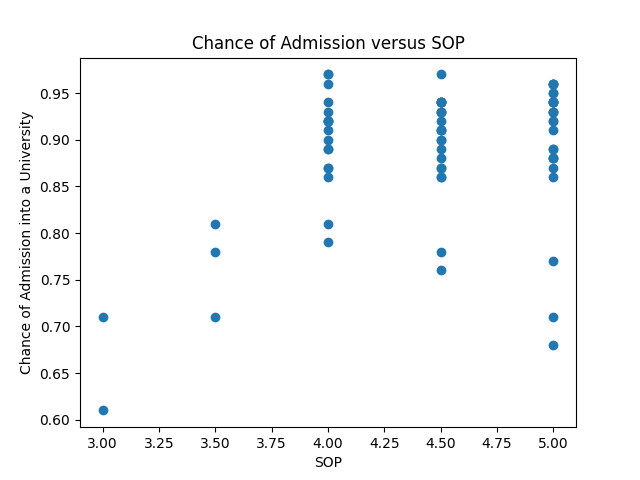 Chance of Admission versus SOP
Chance of Admission into a University
0.95
0.90
0.85
0.80
0.75
0.70
0.65
0.60
3.00 3.25 3.50 3.75 4.00 4.25 4.50 4.75 5.00
SOP